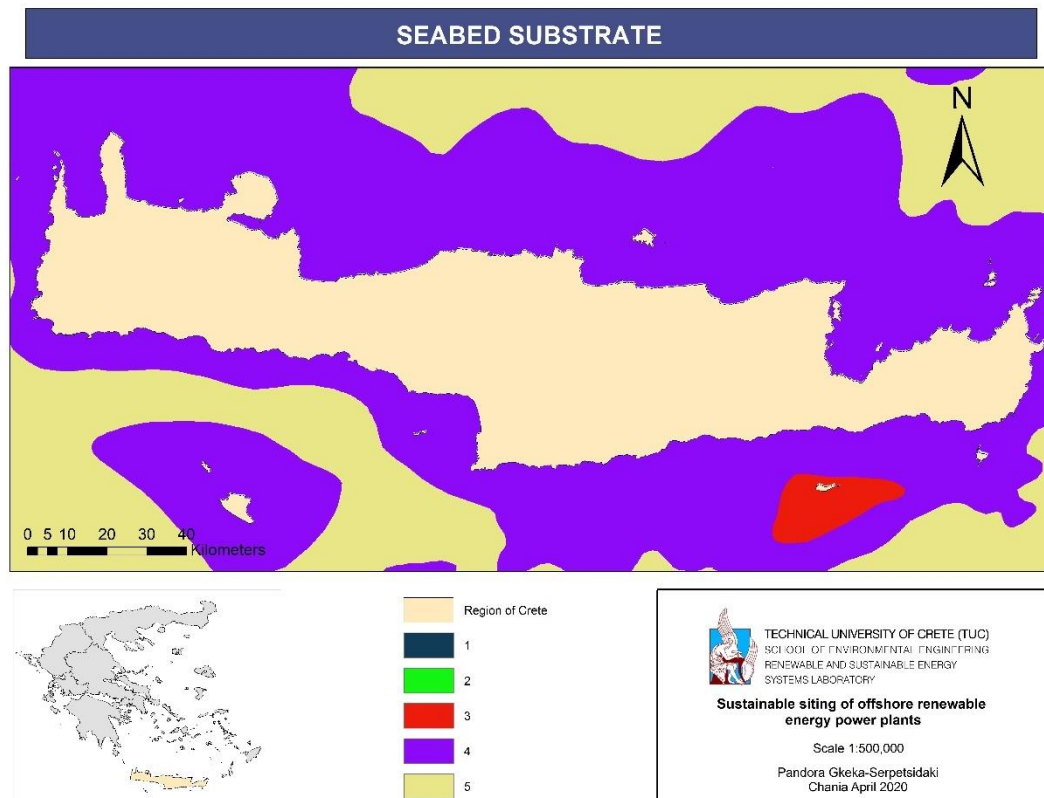 SEABED SUBSTRATE
N
0 5 10 20 30 40
Kilometers
Region of Crete
1
2
3
4
5
TECHNICAL UNIVERSITY OF CRETE (TUC)
SCHOOL OF ENVIRONMENTAL ENGINEERING
RENEWABLE AND SUSTAINABLE ENERGY
SYSTEMS LABORATORY
Sustainable siting of offshore renewable
energy power plants
Scale 1:500,000
Pandora Gkeka-Serpetsidaki
Chania April 2020